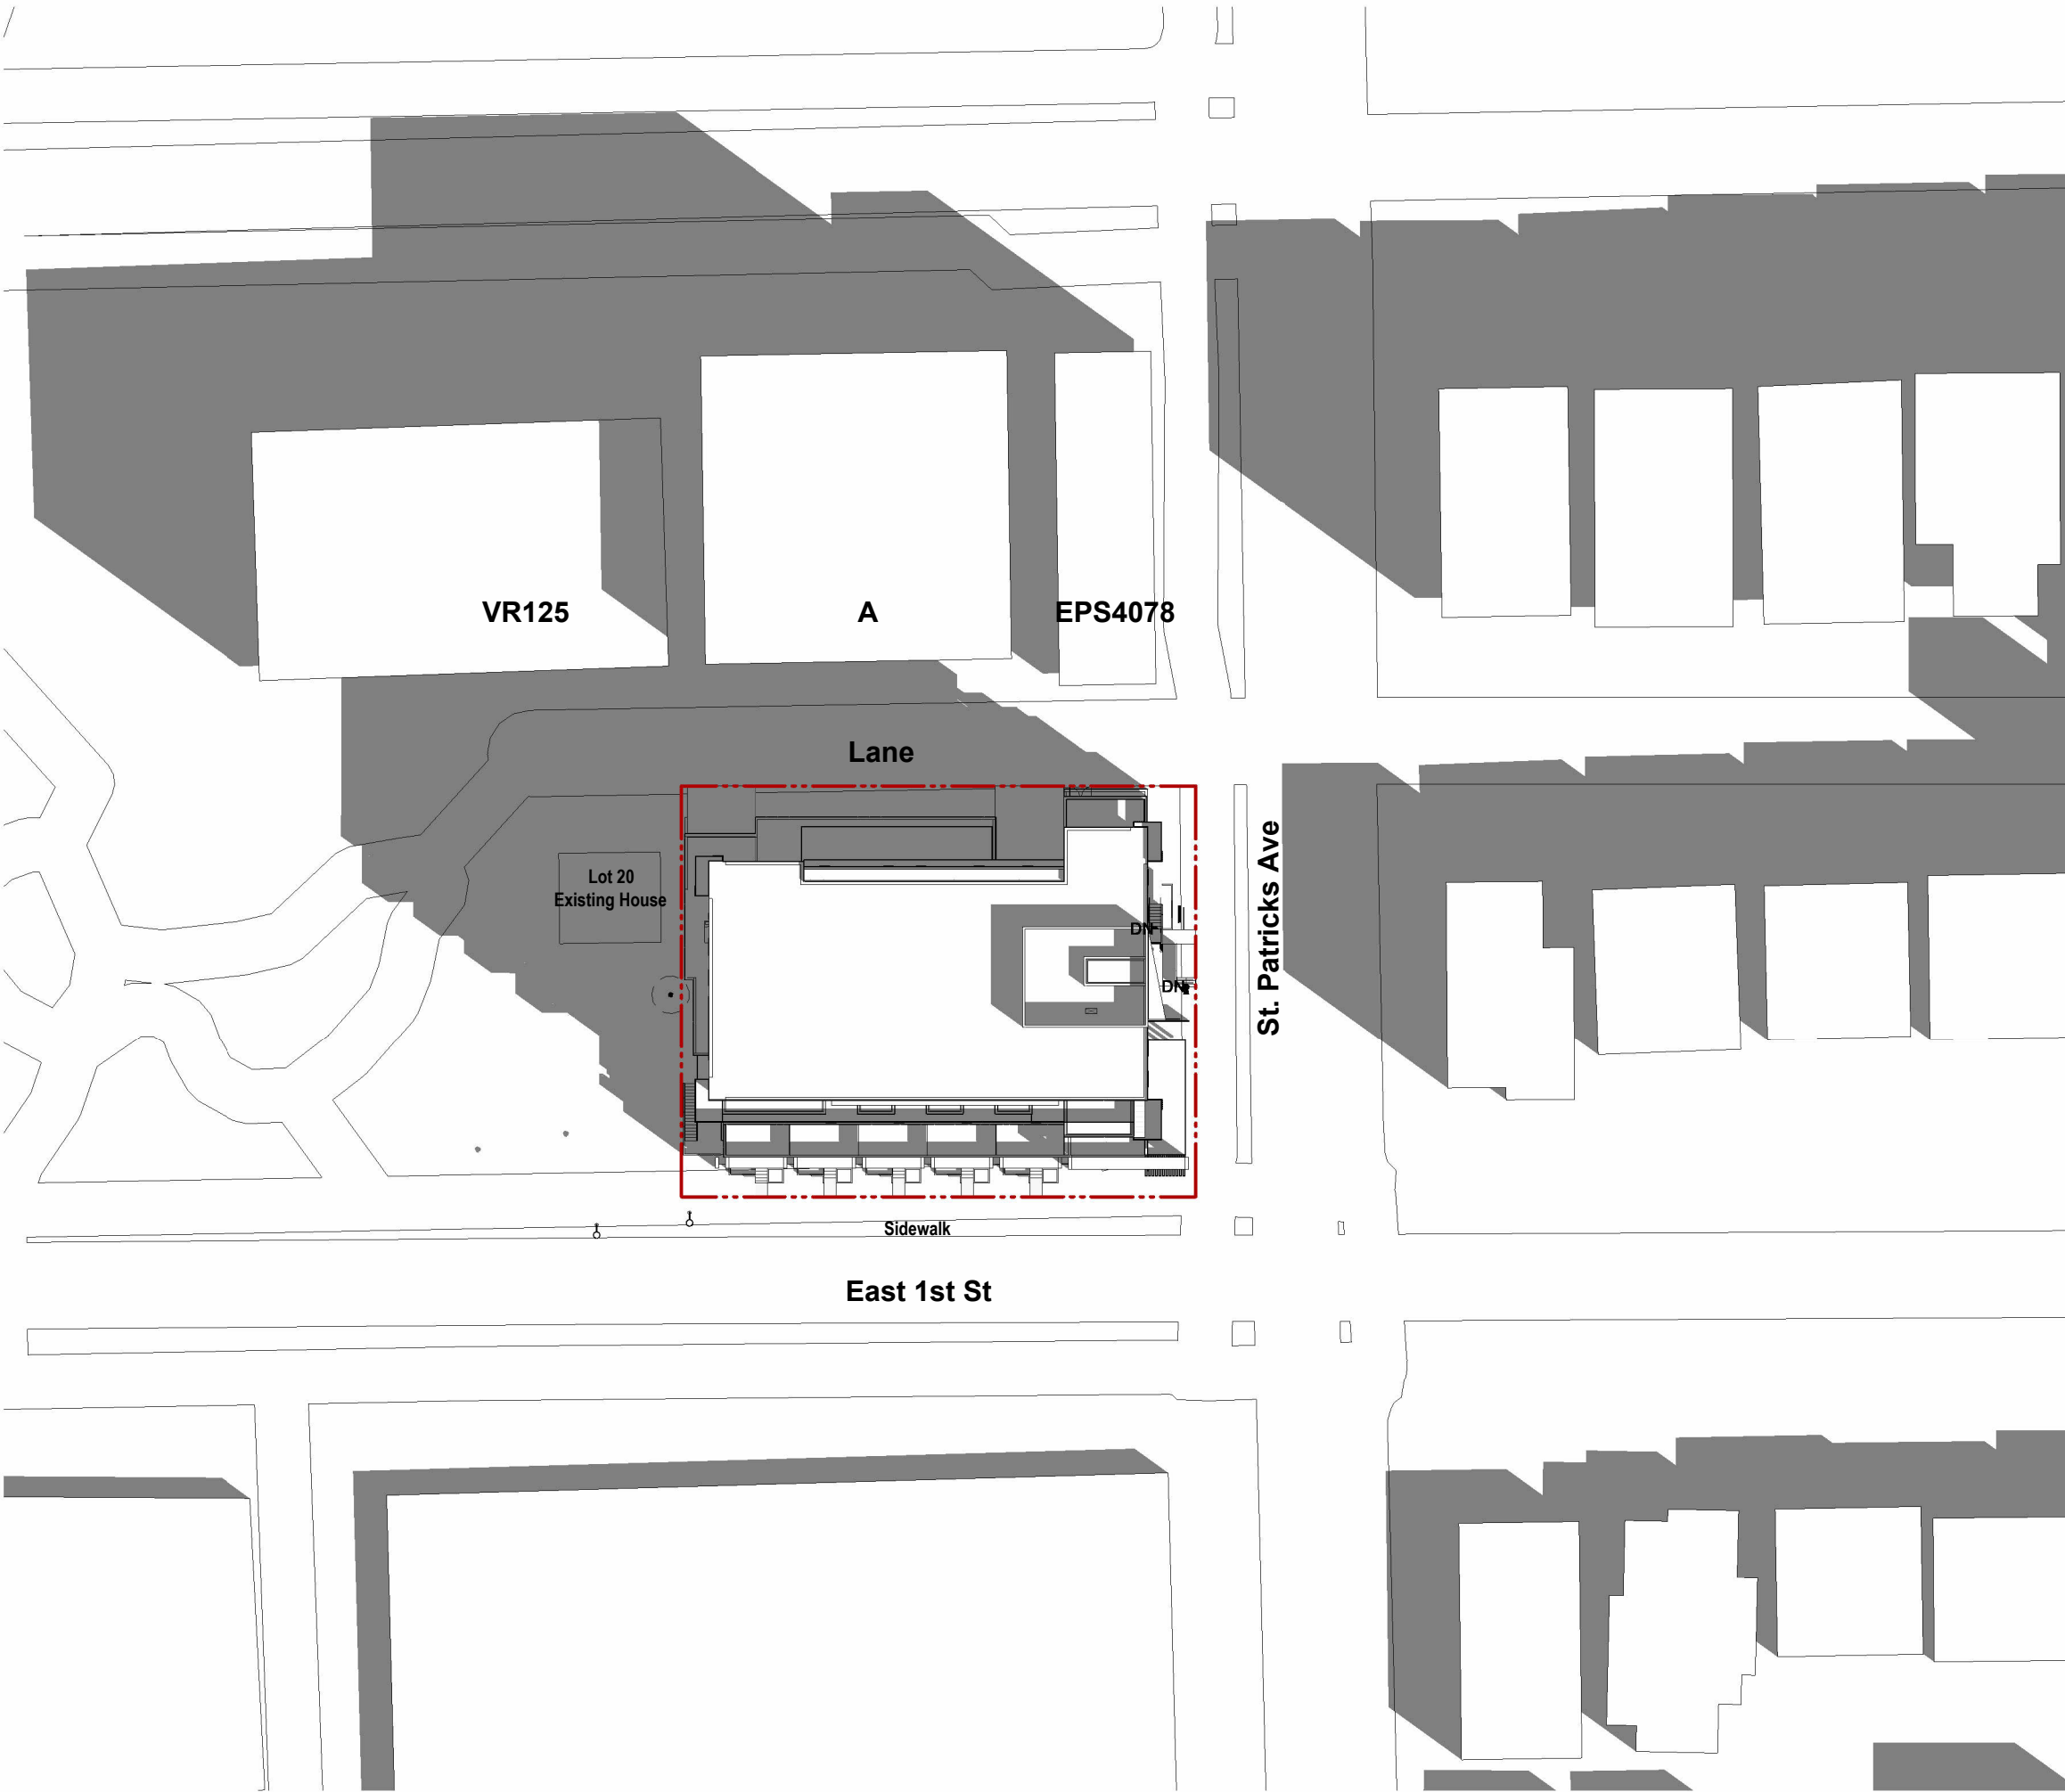 VR125
A
EPS4078
Lane
Lot 20
Existing House
DN
DN
St. Patricks Ave
Sidewalk
East 1st St